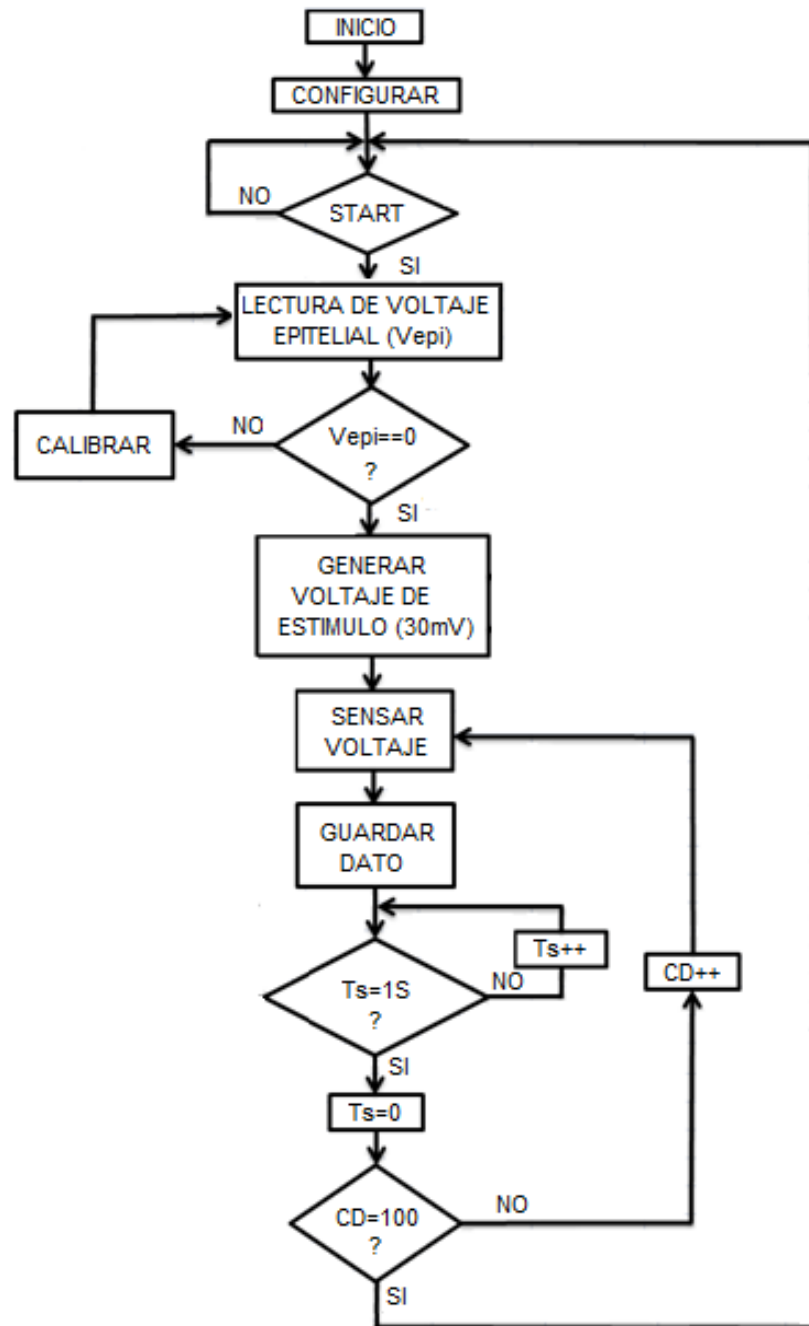 INICIO
CONFIGURAR
NO
START
SI
LECTURA DE VOLTAJE
EPITELIAL (Vepi)
CALIBRAR
NO
Vepi==0
?
SI
GENERAR
VOLTAJE DE
ESTIMULO (30mV)
SENSAR
VOLTAJE
GUARDAR
DATO
Ts++
CD++
Ts=1S
?
NO
SI
Ts=0
CD=100
?
NO
SI